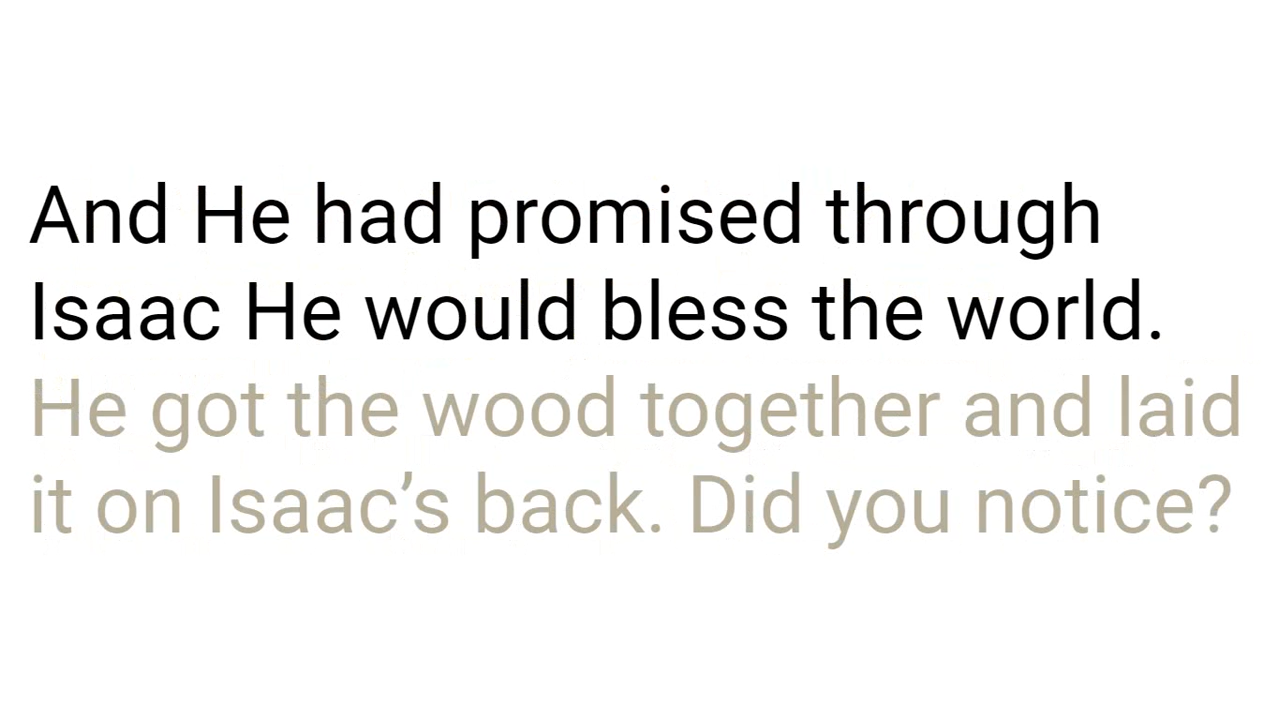 And He had promised through
Isaac He would bless the world.
He got the wood together and laid
it on Isaac’s back. Did you notice?